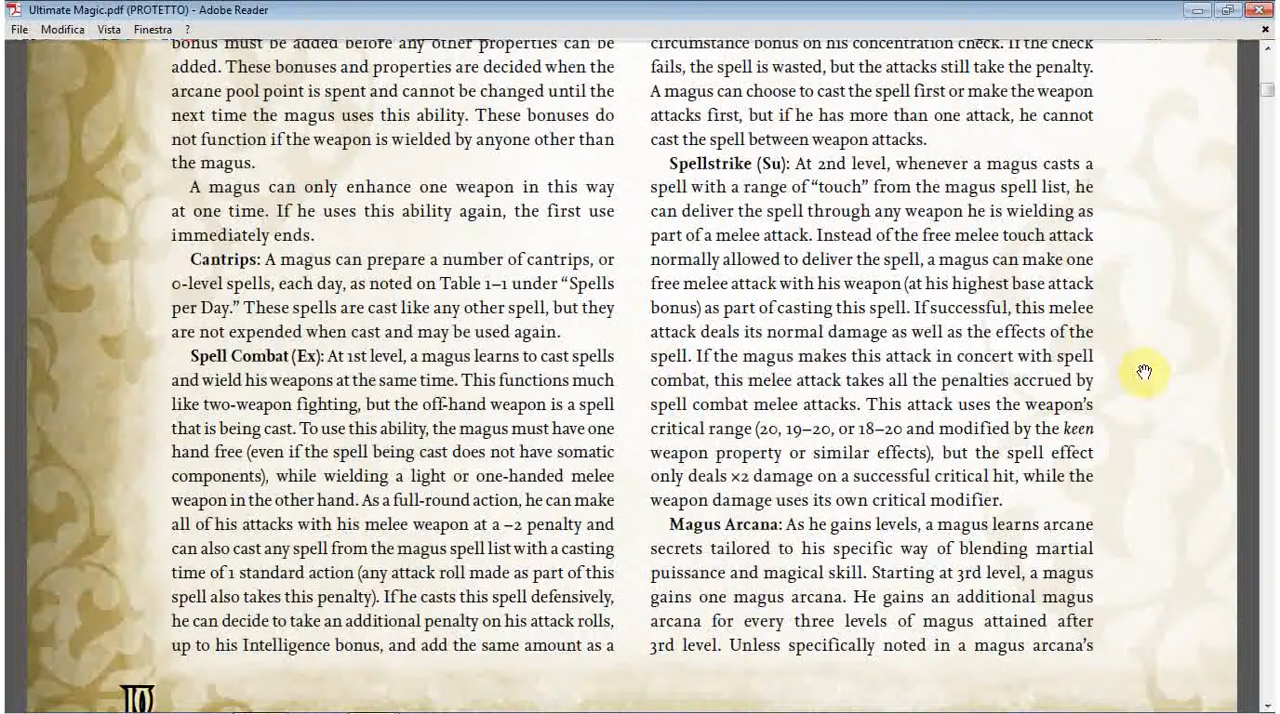 Ultimate Magic.pdf (PROTETTO) - Adobe Reader
File Modifica Vista Finestra ?
bonus must be added before any other properties can be
added. These bonuses and properties are decided when the
arcane pool point is spent and cannot be changed until the
next time the magus uses this ability. These bonuses do
not function if the weapon is wielded by anyone other than
the magus.
A magus can only enhance one weapon in this way
at one time. If he uses this ability again, the first use
immediately ends.
Cantrips: A magus can prepare a number of cantrips, or
0-level spells, each day, as noted on Table 1–1 under “Spells
per Day.” These spells are cast like any other spell, but they
are not expended when cast and may be used again.
Spell Combat (Ex): At 1st level, a magus learns to cast spells
and wield his weapons at the same time. This functions much
like two-weapon fighting, but the off-hand weapon is a spell
that is being cast. To use this ability, the magus must have one
hand free (even if the spell being cast does not have somatic
components), while wielding a light or one-handed melee
weapon in the other hand. As a full-round action, he can make
all of his attacks with his melee weapon at a –2 penalty and
can also cast any spell from the magus spell list with a casting
time of 1 standard action (any attack roll made as part of this
spell also takes this penalty). If he casts this spell defensively,
he can decide to take an additional penalty on his attack rolls,
up to his Intelligence bonus, and add the same amount as a
circumstance bonus on his concentration check. If the check
fails, the spell is wasted, but the attacks still take the penalty.
A magus can choose to cast the spell first or make the weapon
attacks first, but if he has more than one attack, he cannot
cast the spell between weapon attacks.
Spellstrike (Su): At 2nd level, whenever a magus casts a
spell with a range of “touch” from the magus spell list, he
can deliver the spell through any weapon he is wielding as
part of a melee attack. Instead of the free melee touch attack
normally allowed to deliver the spell, a magus can make one
free melee attack with his weapon (at his highest base attack
bonus) as part of casting this spell. If successful, this melee
attack deals its normal damage as well as the effects of the
spell. If the magus makes this attack in concert with spell
combat, this melee attack takes all the penalties accrued by
spell combat melee attacks. This attack uses the weapon’s
critical range (20, 19–20, or 18–20 and modified by the keen
weapon property or similar effects), but the spell effect
only deals ×2 damage on a successful critical hit, while the
weapon damage uses its own critical modifier.
Magus Arcana: As he gains levels, a magus learns arcane
secrets tailored to his specific way of blending martial
puissance and magical skill. Starting at 3rd level, a magus
gains one magus arcana. He gains an additional magus
arcana for every three levels of magus attained after
3rd level. Unless specifically noted in a magus arcana’s
10